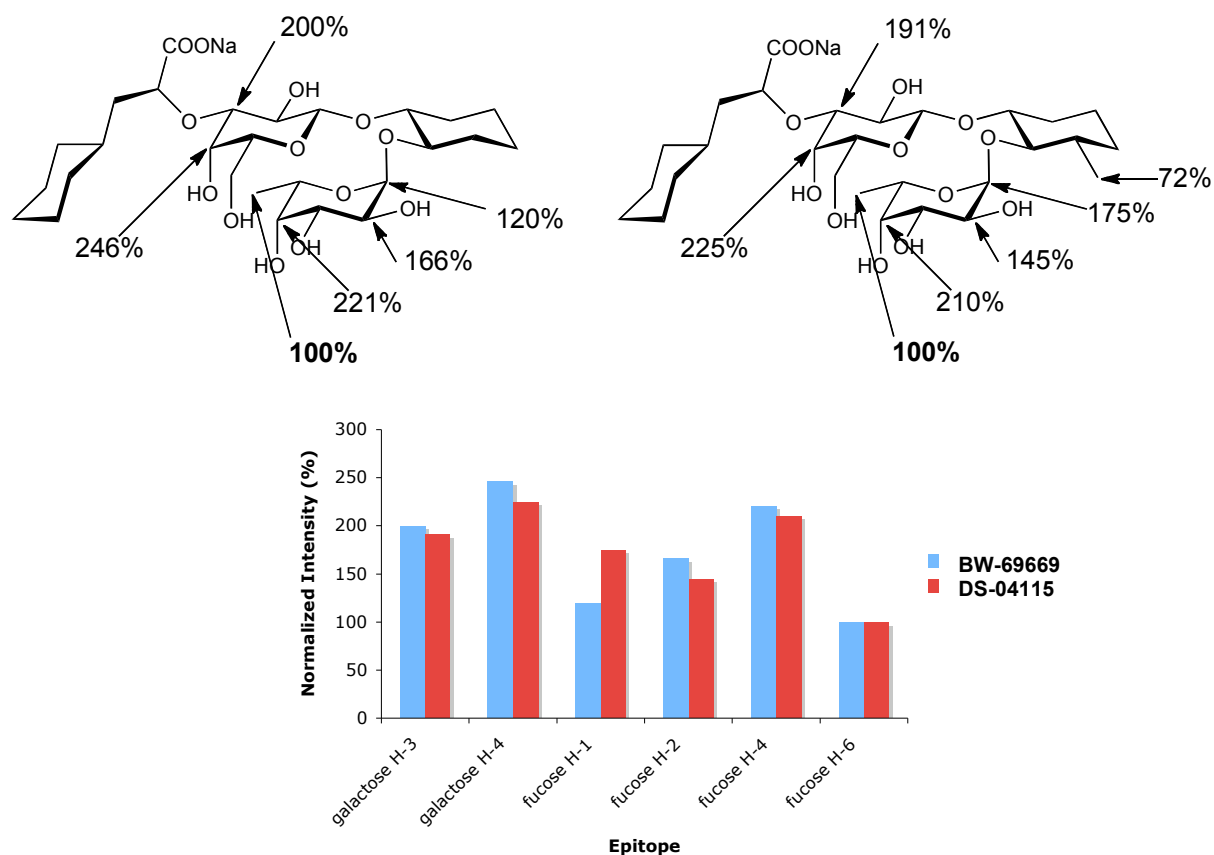 200%
COONa
OH
O
O
O
O
HO
O
OH
HO
OH
HO
246%
120%
166%
221%
100%
191%
COONa
OH
O
O
O
O
HO
O
OH
HO
OH
HO
72%
175%
225%
145%
210%
100%
Normalized Intensity (%)
300
250
200
150
100
50
0
galactose H-3
galactose H-4
fucose H-1
fucose H-2
fucose H-4
fucose H-6
Epitope
BW-69669
DS-04115